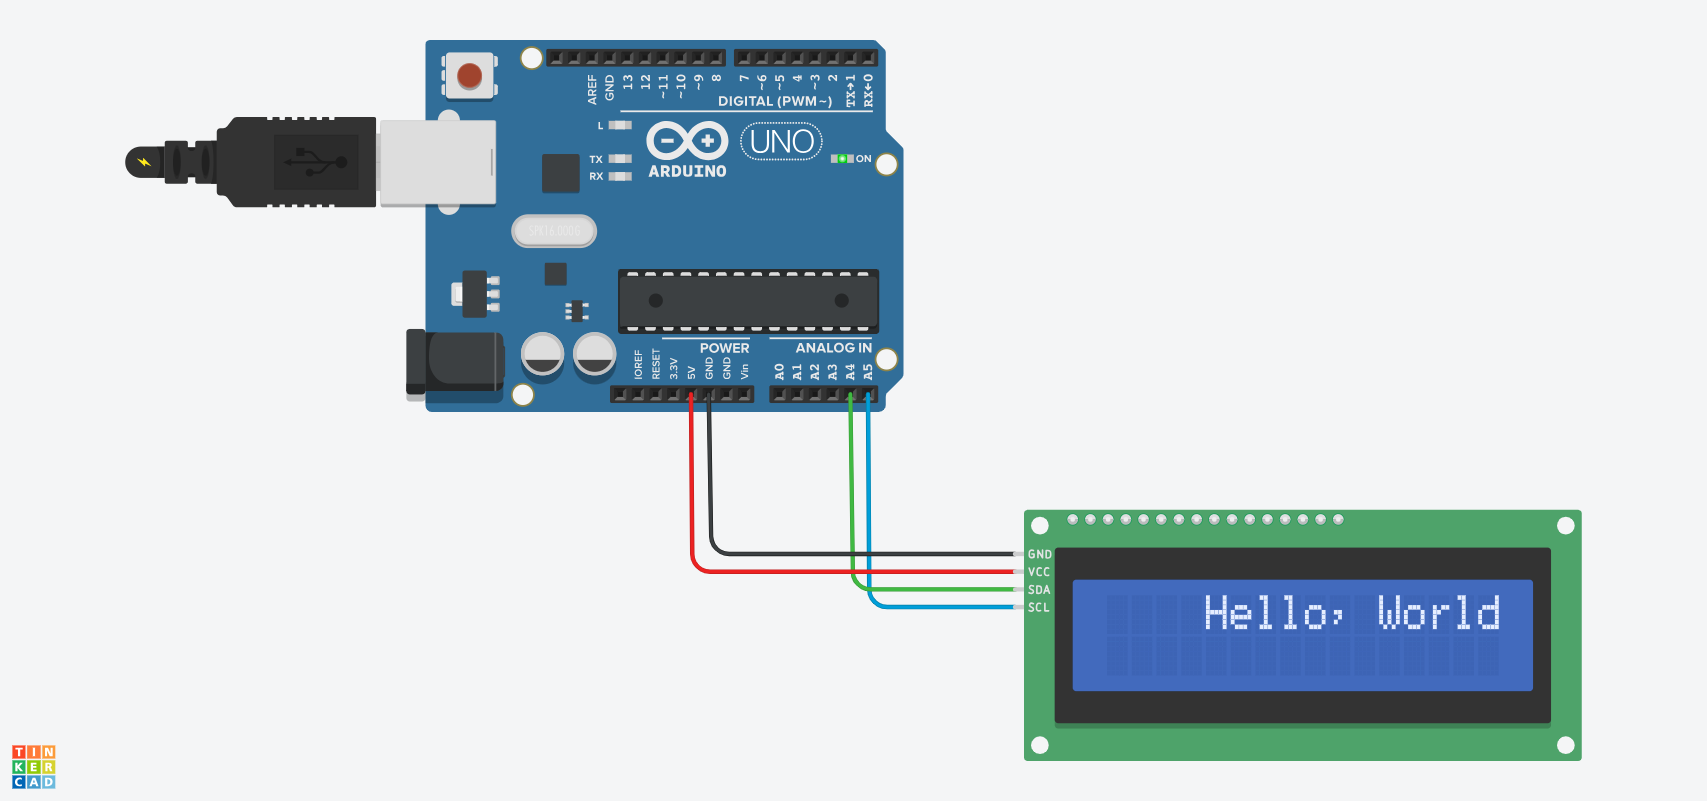 AREF
GND
13
12
~11
~10
~9
8
7
~6
~5
4
~3
2
TX→1
RX←0
DIGITAL (PWM~)
L
TX
RX
ARDUINO
UNO
ON
POWER
ANALOG IN
IOREF
RESET
3.3V
5V
GND
GND
Vin
A0
A1
A2
A3
A4
A5
GND
VCC
SDA
SCL
Hello, World
TIN
KER
CAD